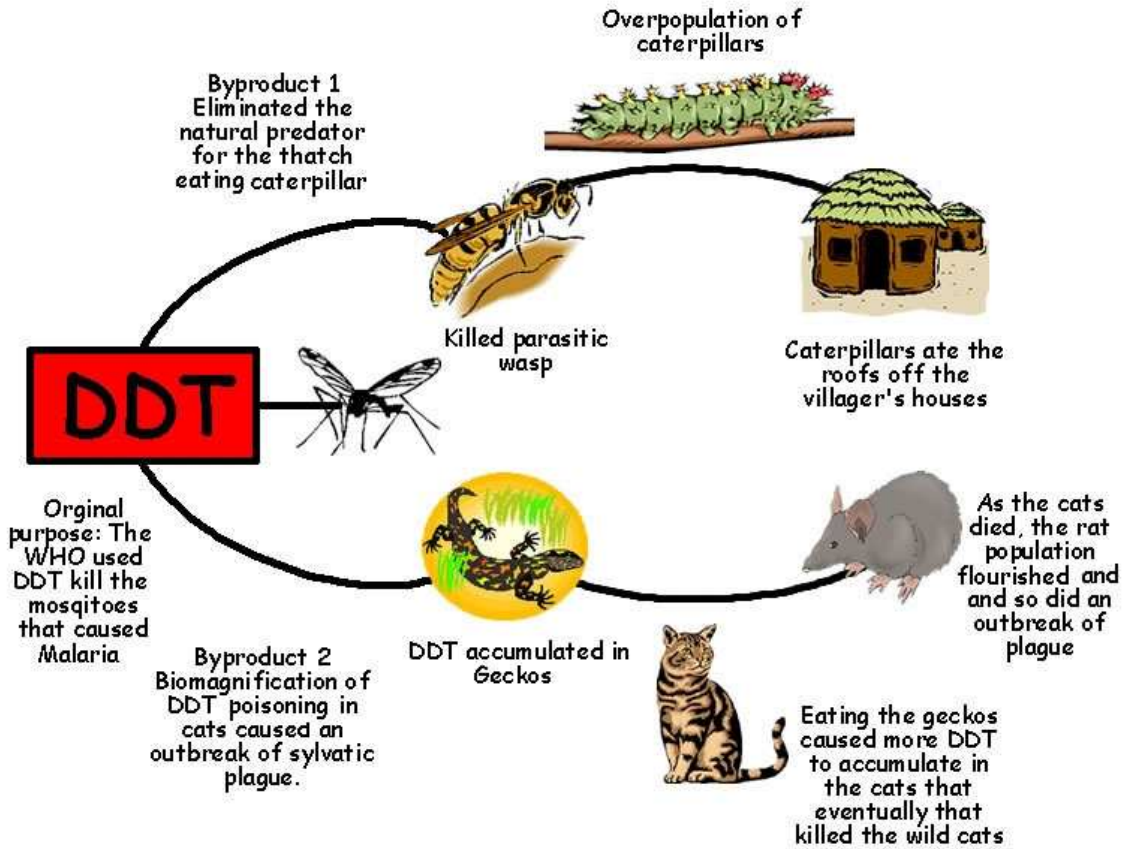 Overpopulation of
caterpillars
Byproduct 1
Eliminated the
natural predator
for the thatch
eating caterpillar
Killed parasitic
wasp
Caterpillars ate the
roofs off the
villager's houses
DDT
Orginal
purpose: The
WHO used
DDT kill the
mosqitoes
that caused
Malaria
Byproduct 2
Biomagnification of
DDT poisoning in
cats caused an
outbreak of sylvatic
plague.
DDT accumulated in
Geckos
Eating the geckos
caused more DDT
to accumulate in
the cats that
eventually that
killed the wild cats
As the cats
died, the rat
population
flourished and
and so did an
outbreak of
plague